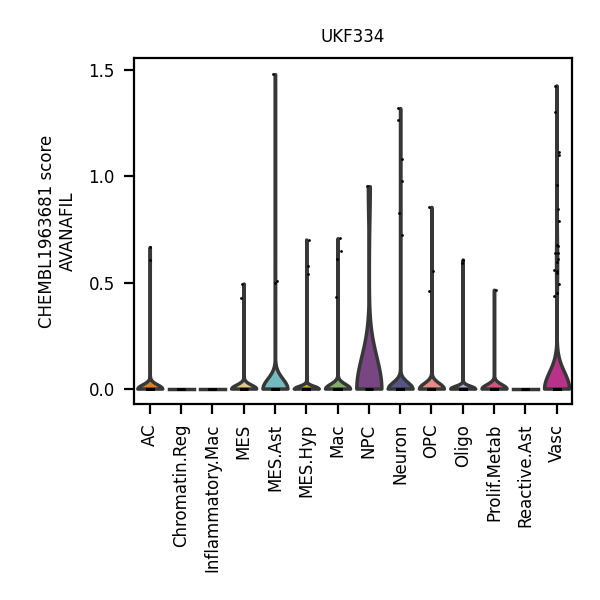 UKF334
CHEMBL1963681 score
AVANAFIL
1.5
1.0
0.5
0.0
AC
Chromatin.Reg
Inflammatory.Mac
MES
MES.Ast
MES.Hyp
Mac
NPC
Neuron
OPC
Oligo
Prolif.Metab
Reactive.Ast
Vasc